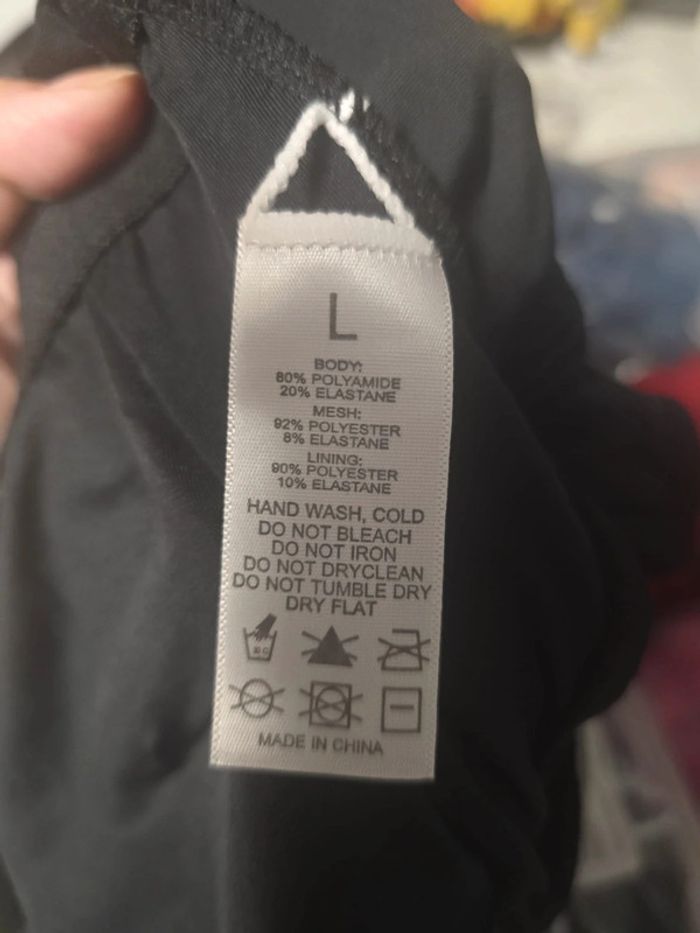 L
BODY:
80% POLYAMIDE
20% ELASTANE
MESH:
92% POLYESTER
8% ELASTANE
LINING:
90% POLYESTER
10% ELASTANE
HAND WASH, COLD
DO NOT BLEACH
DO NOT IRON
DO NOT DRYCLEAN
DO NOT TUMBLE DRY
DRY FLAT
MADE IN CHINA